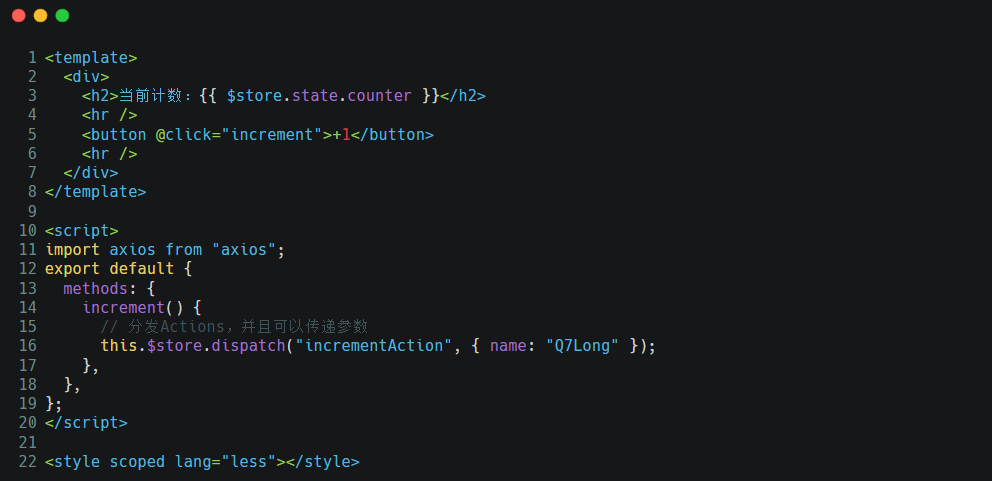 1 <template>
2   <div>
3     <h2>当前计数：{{ $store.state.counter }}</h2>
4     <hr />
5     <button @click="increment">+1</button>
6     <hr />
7   </div>
8 </template>
9
10 <script>
11 import axios from "axios";
12 export default {
13   methods: {
14     increment() {
15       // 分发Actions，并且可以传递参数
16       this.$store.dispatch("incrementAction", { name: "Q7Long" });
17     },
18   },
19 };
20 </script>
21
22 <style scoped lang="less"></style>